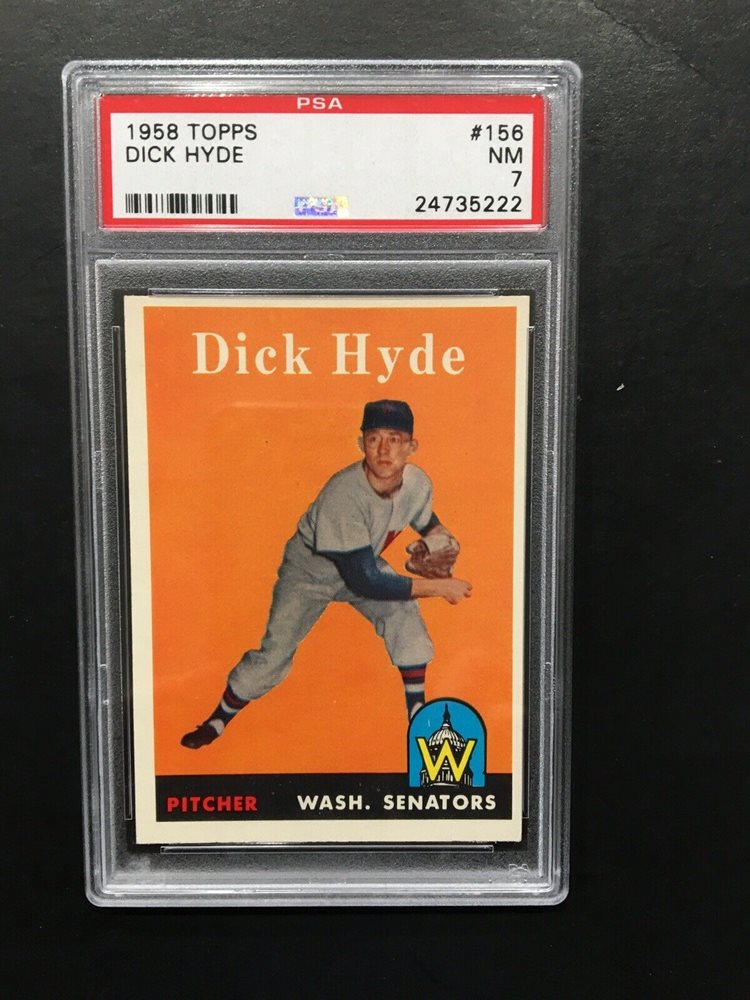 PSA
1958 TOPPS #156
DICK HYDE NM
7
24735222
Dick Hyde
W
PITCHER WASH. SENATORS